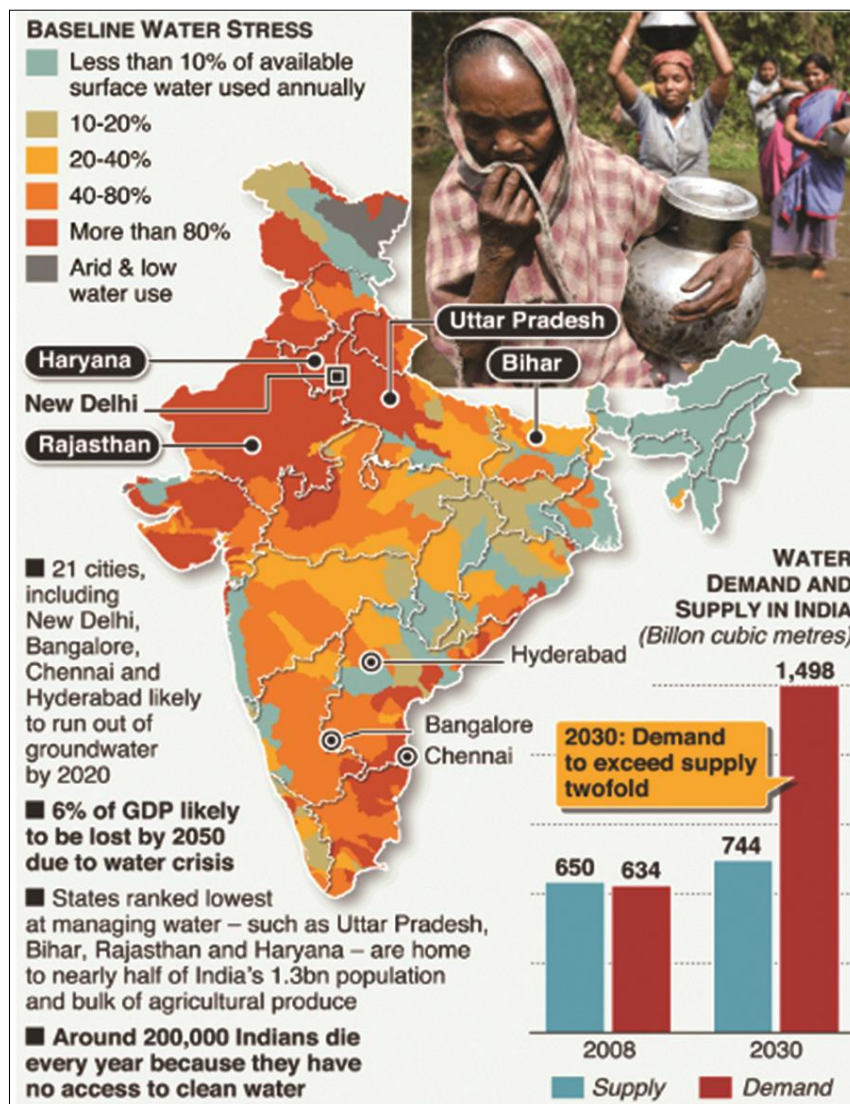 BASELINE WATER STRESS
Less than 10% of available
surface water used annually
10-20%
20-40%
40-80%
More than 80%
Arid & low
water use
Uttar Pradesh
Haryana
Bihar
New Delhi
Rajasthan
■ 21 cities,
including
New Delhi,
Bangalore,
Chennai and
Hyderabad likely
to run out of
groundwater
by 2020
■ 6% of GDP likely
to be lost by 2050
due to water crisis
■ States ranked lowest
at managing water – such as Uttar Pradesh,
Bihar, Rajasthan and Haryana – are home
to nearly half of India's 1.3bn population
and bulk of agricultural produce
■ Around 200,000 Indians die
every year because they have
no access to clean water
Hyderabad
Bangalore
Chennai
WATER
DEMAND AND
SUPPLY IN INDIA
(Billon cubic metres)
1,498
2030: Demand
to exceed supply
twofold
650
634
744
2008
2030
Supply
Demand